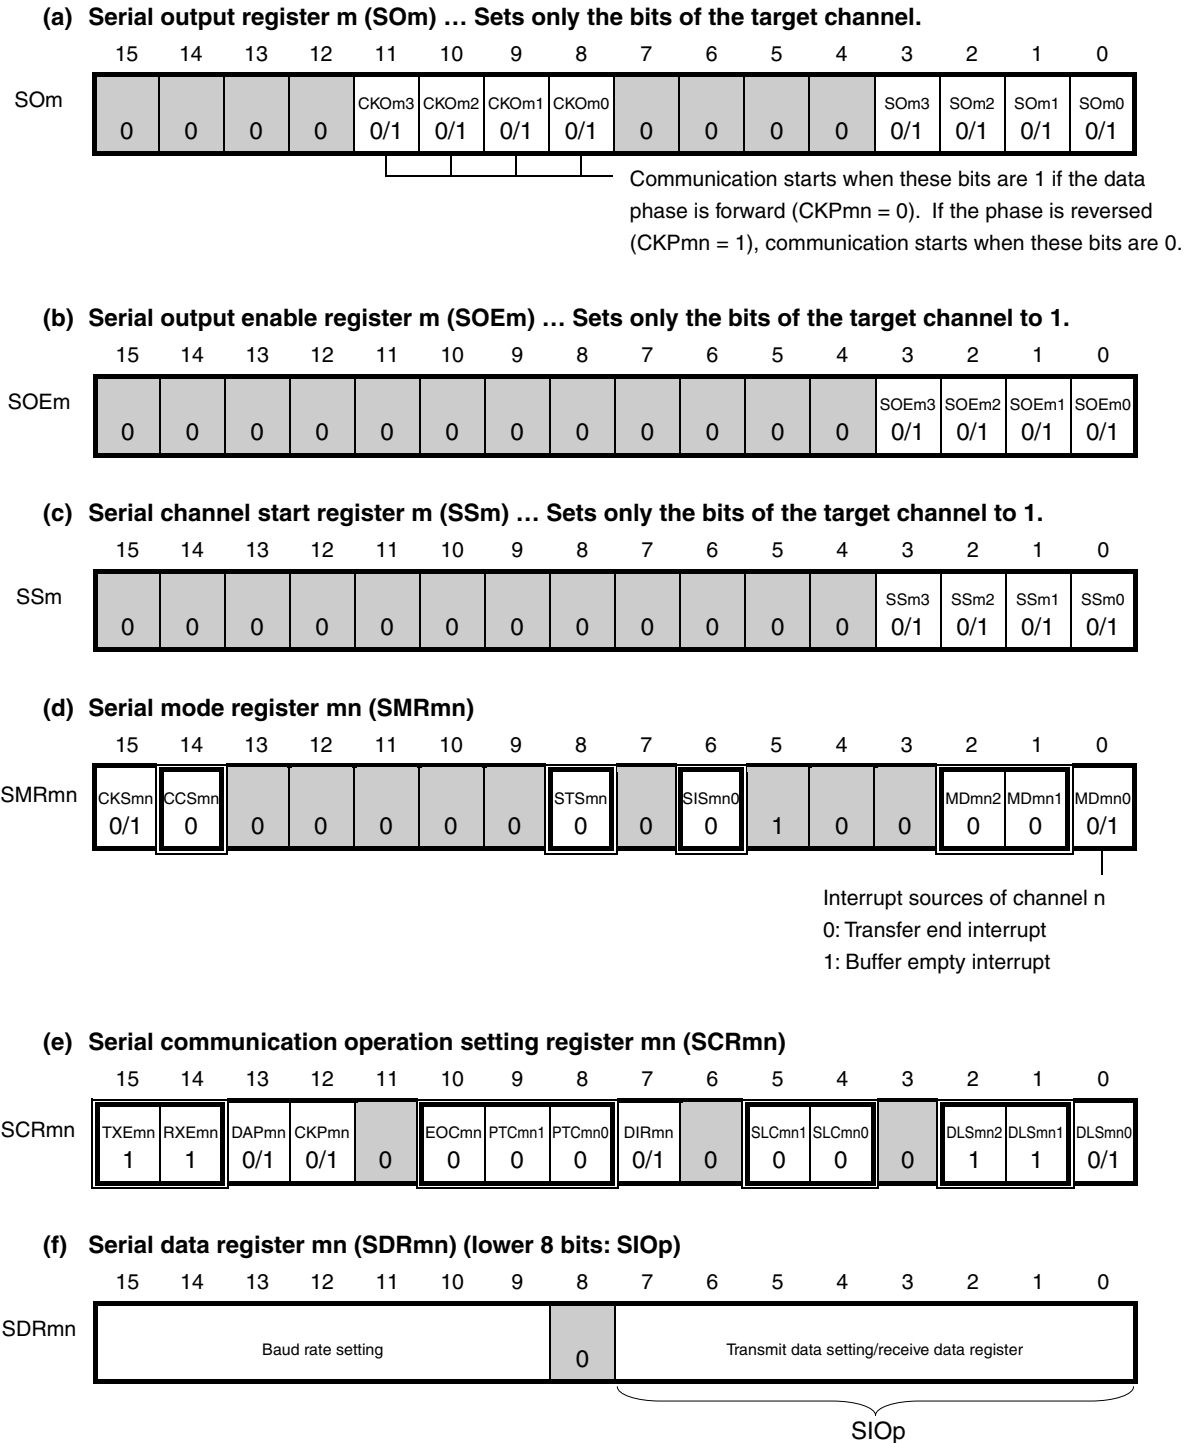 (a) Serial output register m (SOm) … Sets only the bits of the target channel.
15 14 13 12 11 10 9 8 7 6 5 4 3 2 1 0
SOm
CKOm3 CKOm2 CKOm1 CKOm0 SOm3 SOm2 SOm1 SOm0
0 0 0 0 0/1 0/1 0/1 0/1 0 0 0 0 0/1 0/1 0/1 0/1
Communication starts when these bits are 1 if the data
phase is forward (CKPmn = 0). If the phase is reversed
(CKPmn = 1), communication starts when these bits are 0.
(b) Serial output enable register m (SOEm) … Sets only the bits of the target channel to 1.
15 14 13 12 11 10 9 8 7 6 5 4 3 2 1 0
SOEm
SOEm3 SOEm2 SOEm1 SOEm0
0 0 0 0 0 0 0 0 0 0 0 0 0/1 0/1 0/1 0/1
(c) Serial channel start register m (SSm) … Sets only the bits of the target channel to 1.
15 14 13 12 11 10 9 8 7 6 5 4 3 2 1 0
SSm
SSm3 SSm2 SSm1 SSm0
0 0 0 0 0 0 0 0 0 0 0 0 0/1 0/1 0/1 0/1
(d) Serial mode register mn (SMRmn)
15 14 13 12 11 10 9 8 7 6 5 4 3 2 1 0
SMRmn
CKSmn CCSmn STSmn SISmn0 MDmn2 MDmn1 MDmn0
0/1 0 0 0 0 0 0 0 0 0 1 0 0 0 0 0/1
Interrupt sources of channel n
0: Transfer end interrupt
1: Buffer empty interrupt
(e) Serial communication operation setting register mn (SCRmn)
15 14 13 12 11 10 9 8 7 6 5 4 3 2 1 0
SCRmn
TXEmn RXEmn DAPmn CKPmn EOCmn PTCmn1 PTCmn0 DIRmn SLCmn1 SLCmn0 DLSmn2 DLSmn1 DLSmn0
1 1 0/1 0/1 0 0 0 0 0/1 0 0 0 0 1 1 0/1
(f) Serial data register mn (SDRmn) (lower 8 bits: SIOp)
15 14 13 12 11 10 9 8 7 6 5 4 3 2 1 0
SDRmn
Baud rate setting 0 Transmit data setting/receive data register
SIOp